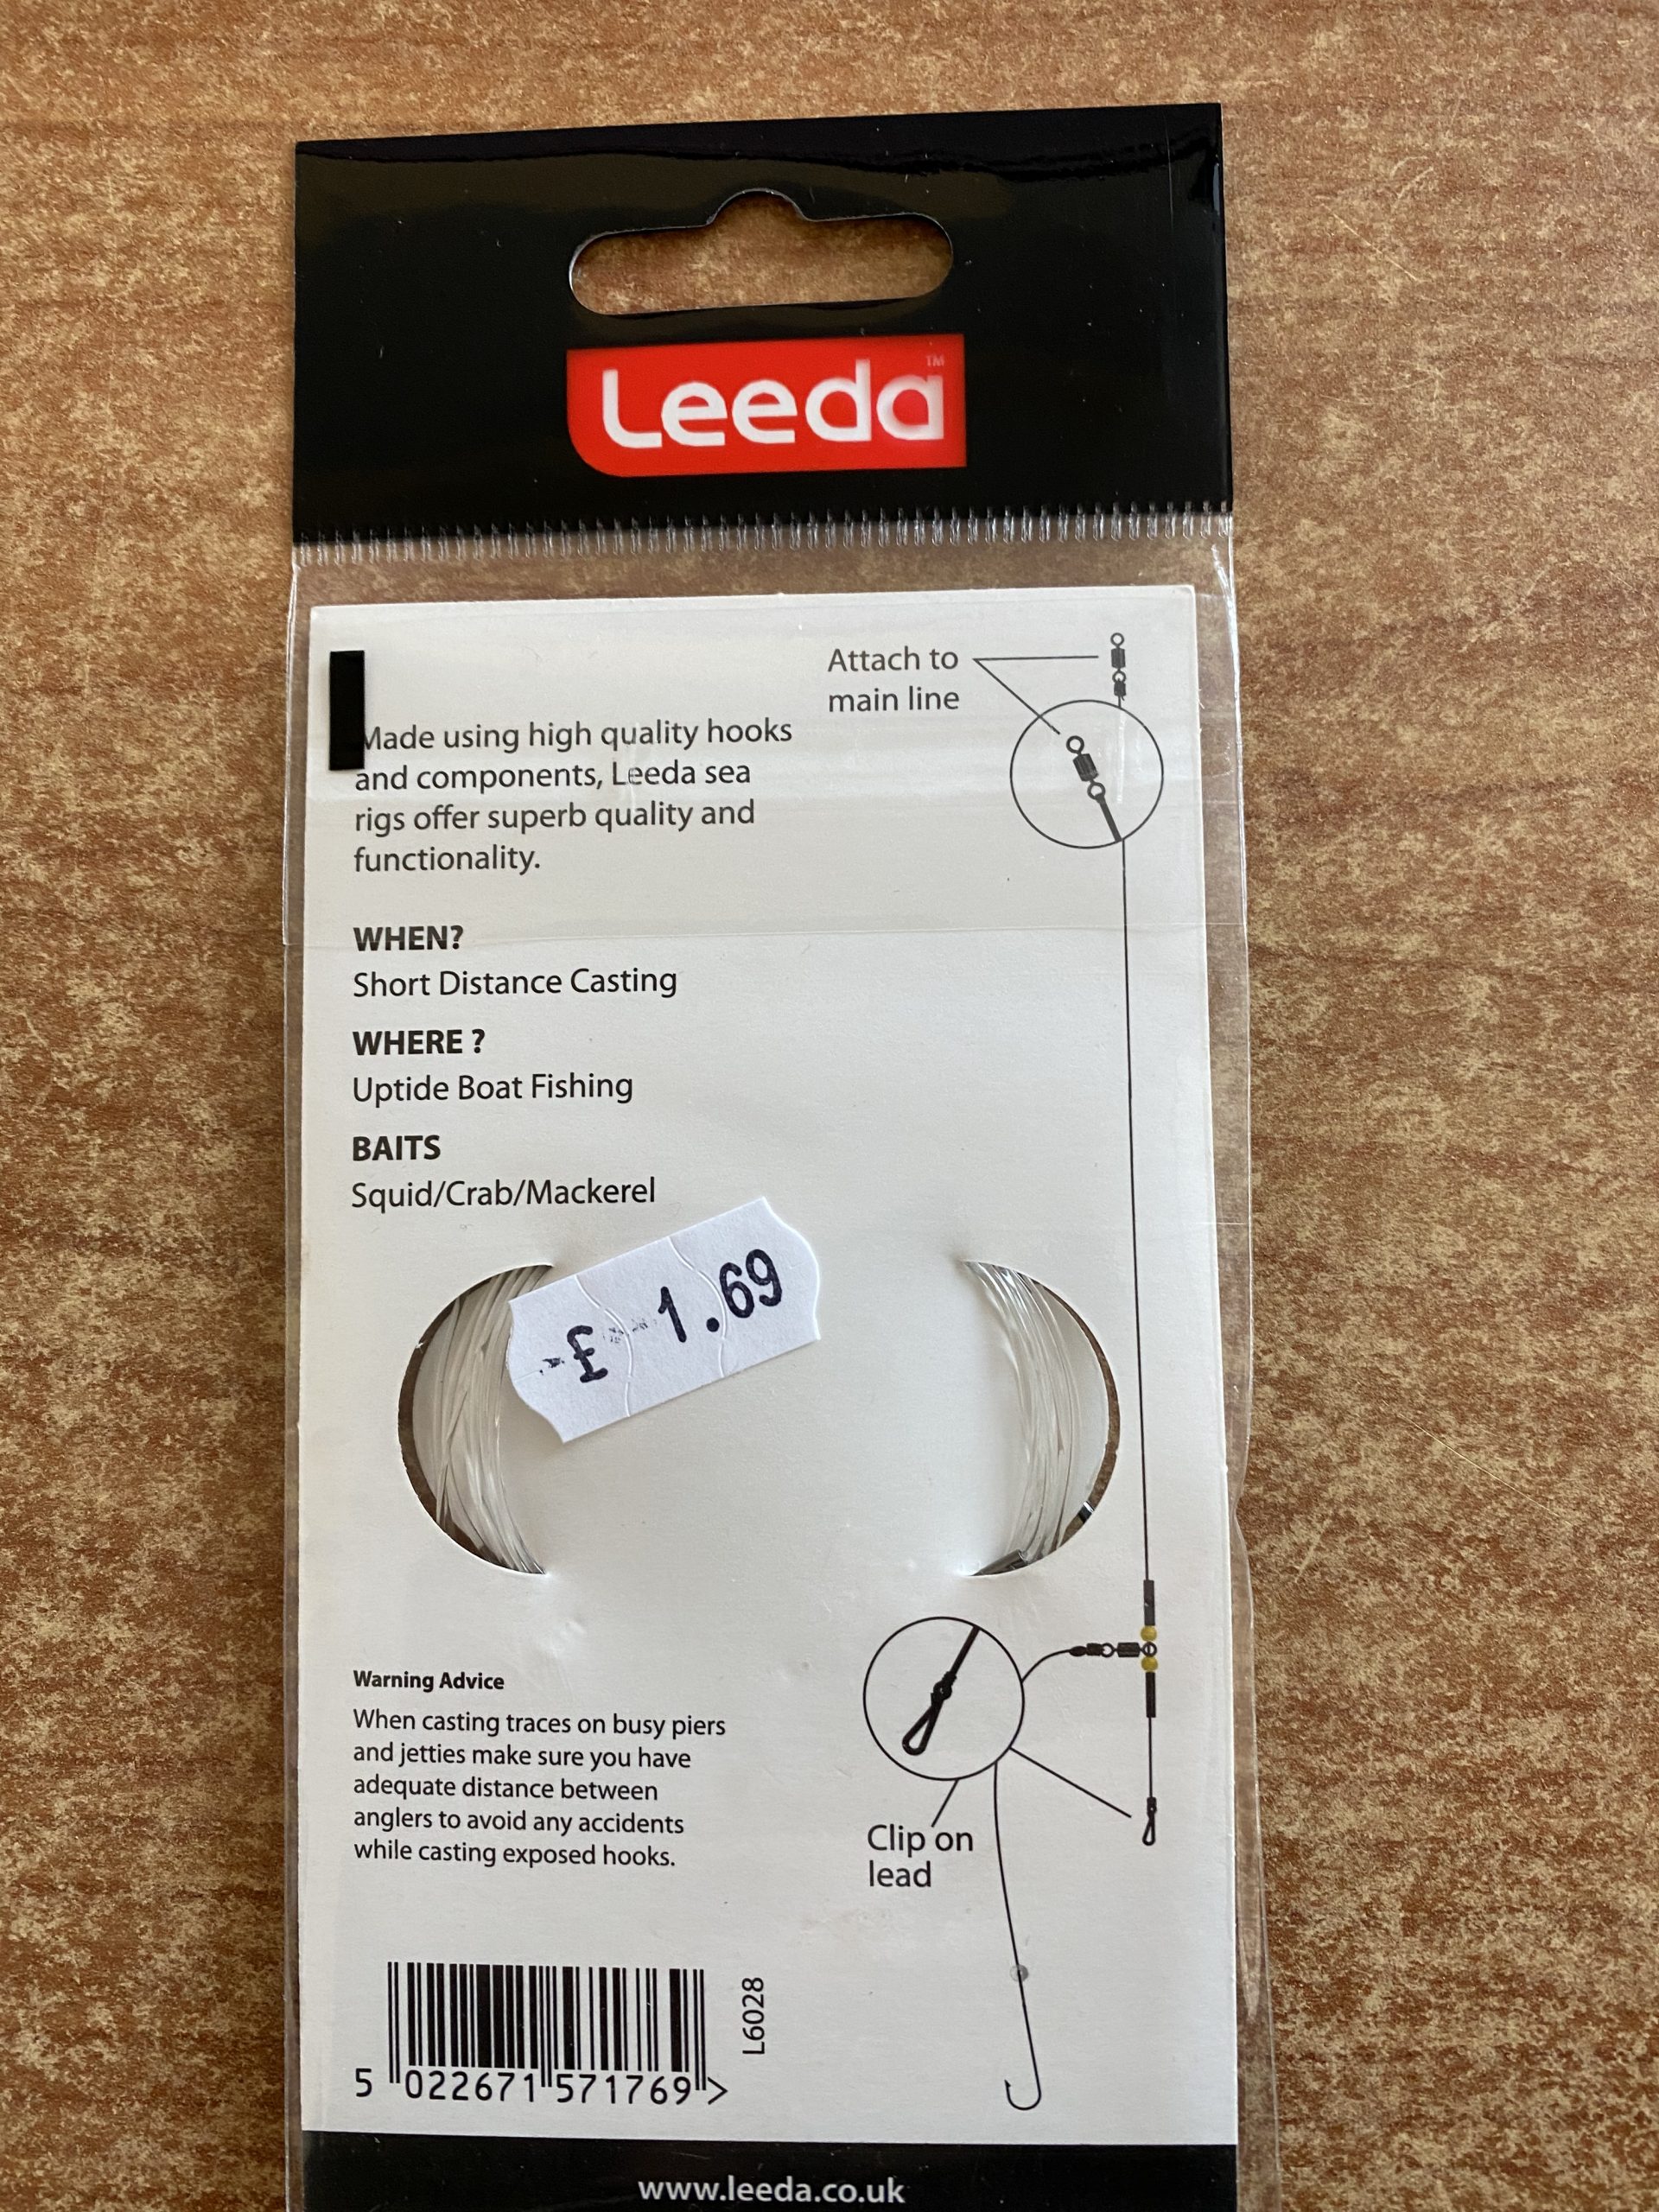 Leeda™
Attach to
main line
Made using high quality hooks
and components, Leeda sea
rigs offer superb quality and
functionality.
WHEN?
Short Distance Casting
WHERE ?
Uptide Boat Fishing
BAITS
Squid/Crab/Mackerel
£ 1.69
Warning Advice
When casting traces on busy piers
and jetties make sure you have
adequate distance between
anglers to avoid any accidents
while casting exposed hooks.
Clip on
lead
L6028
5 022671 571769 >
www.leeda.co.uk